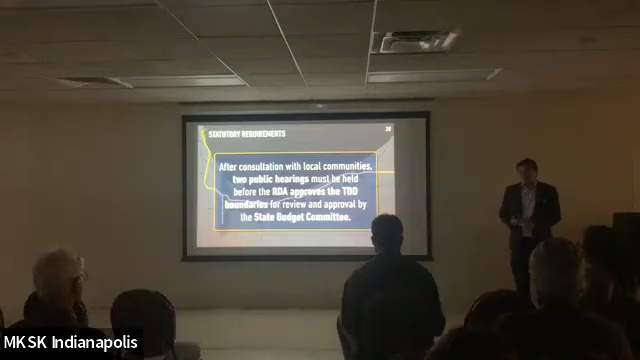 STATUTORY REQUIREMENTS
20
After consultation with local communities,
two public hearings must be held
before the RDA approves the TDD
boundaries for review and approval by
the State Budget Committee.
MKSK Indianapolis